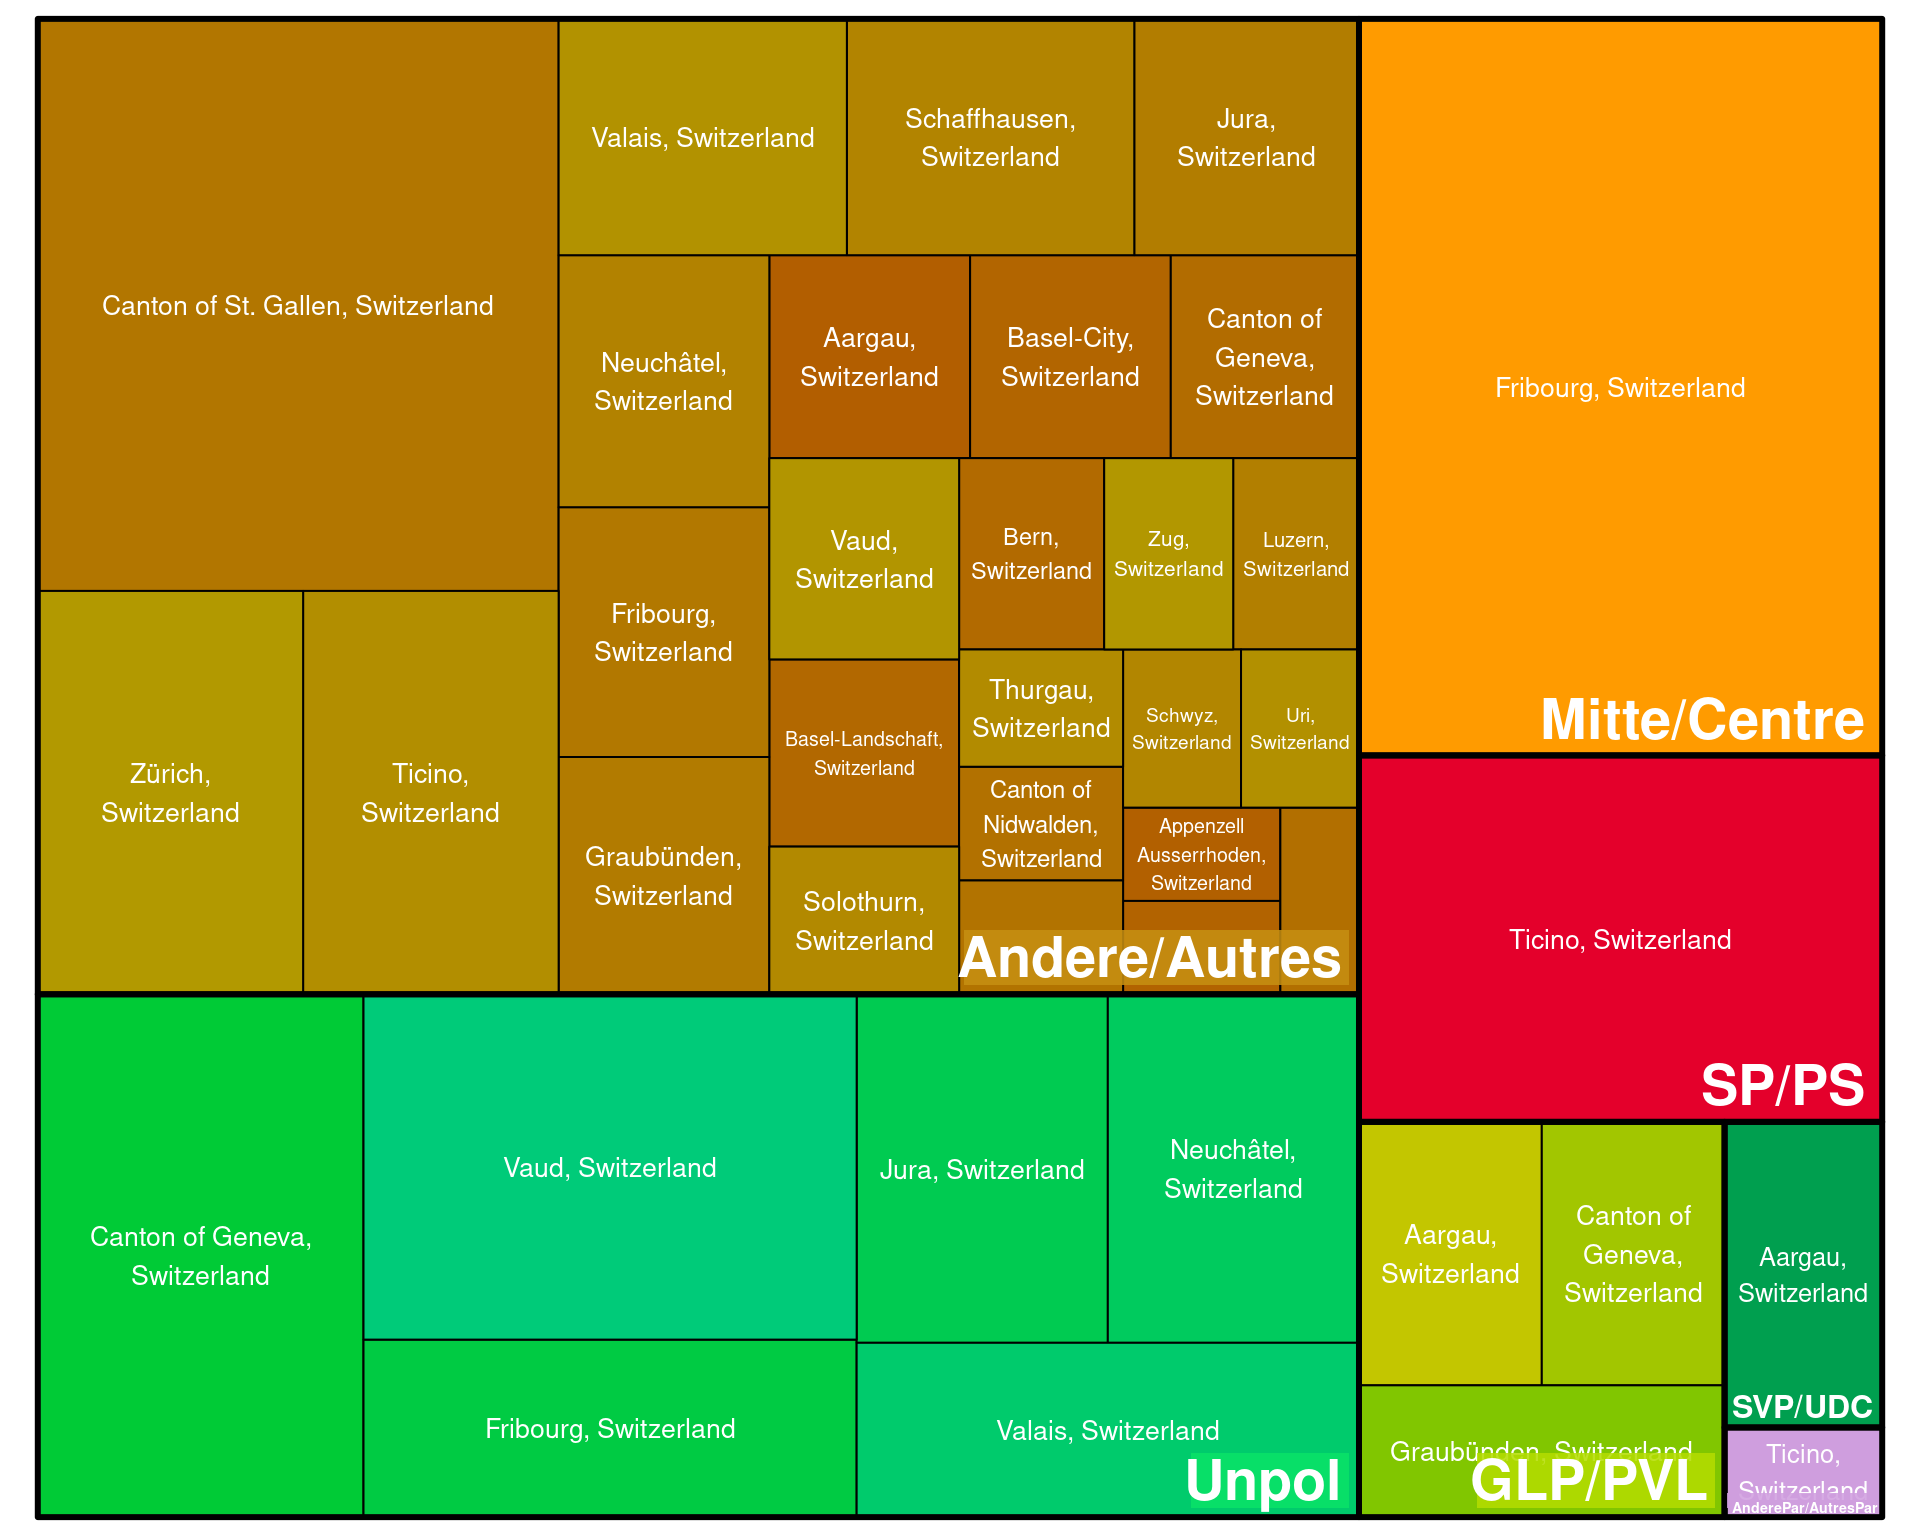 Canton of St. Gallen, Switzerland
Valais, Switzerland
Schaffhausen,
Switzerland
Jura,
Switzerland
Neuchâtel,
Switzerland
Aargau,
Switzerland
Basel-City,
Switzerland
Canton of
Geneva,
Switzerland
Fribourg,
Switzerland
Vaud,
Switzerland
Bern,
Switzerland
Zug,
Switzerland
Luzern,
Switzerland
Zürich,
Switzerland
Ticino,
Switzerland
Graubünden,
Switzerland
Basel-Landschaft,
Switzerland
Solothurn,
Switzerland
Thurgau,
Switzerland
Schwyz,
Switzerland
Uri,
Switzerland
Canton of
Nidwalden,
Switzerland
Appenzell
Ausserrhoden,
Switzerland
Andere/Autres
Fribourg, Switzerland
Mitte/Centre
Ticino, Switzerland
SP/PS
Canton of Geneva,
Switzerland
Vaud, Switzerland
Jura, Switzerland
Neuchâtel,
Switzerland
Fribourg, Switzerland
Valais, Switzerland
Unpol
Aargau,
Switzerland
Canton of
Geneva,
Switzerland
Graubünden, Switzerland
GLP/PVL
Aargau,
Switzerland
SVP/UDC
Ticino,
Switzerland
AnderePar/AutresPar